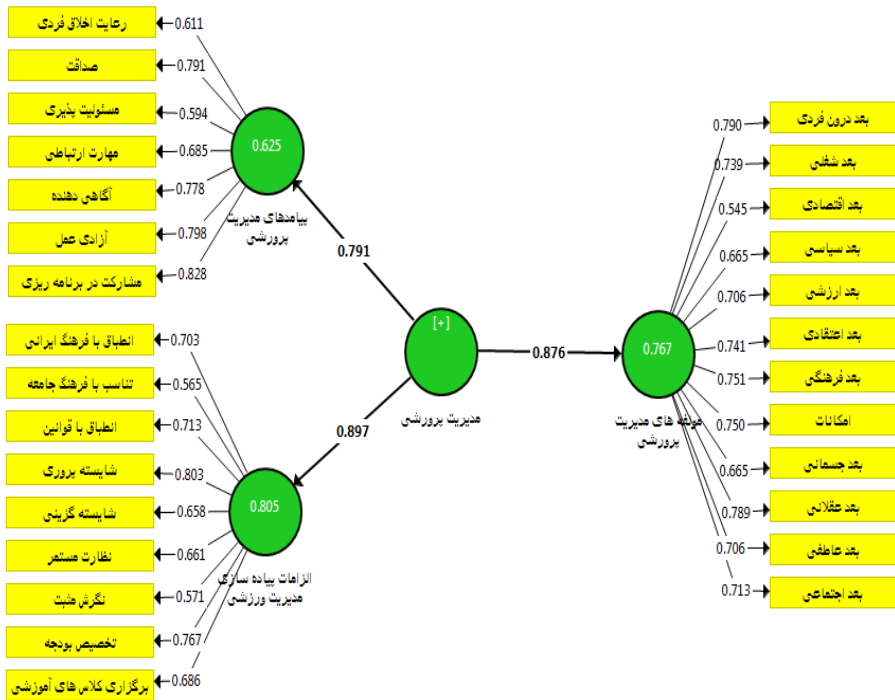 رعایت اخلاق فردی
0.611
صداقت
0.791
مسئولیت پذیری
0.594
مهارت ارتباطی
0.685
آگاهی دهنده
0.778
آزادی عمل
0.798
مشارکت در برنامه ریزی
0.828
0.625
پیامدهای مدیریت
پرورشی
0.791
انطباق با فرهنگ ایرانی
0.703
تناسب با فرهنگ جامعه
0.565
انطباق با قوانین
0.713
شایسته پروری
0.803
شایسته گزینی
0.658
نظارت مستمر
0.661
نگرش مثبت
0.571
تخصیص بودجه
0.767
برگزاری کلاس های آموزشی
0.686
0.805
الزامات پیاده سازی
مدیریت ورزشی
0.897
[+]
مدیریت پرورشی
0.876
0.767
مولفه های مدیریت
پرورشی
0.790
بعد درون فردی
0.739
بعد شغلی
0.545
بعد اقتصادی
0.665
بعد سیاسی
0.706
بعد ارزشی
0.741
بعد اعتقادی
0.751
بعد فرهنگی
0.750
امکانات
0.665
بعد جسمانی
0.789
بعد عقلانی
0.706
بعد عاطفی
0.713
بعد اجتماعی